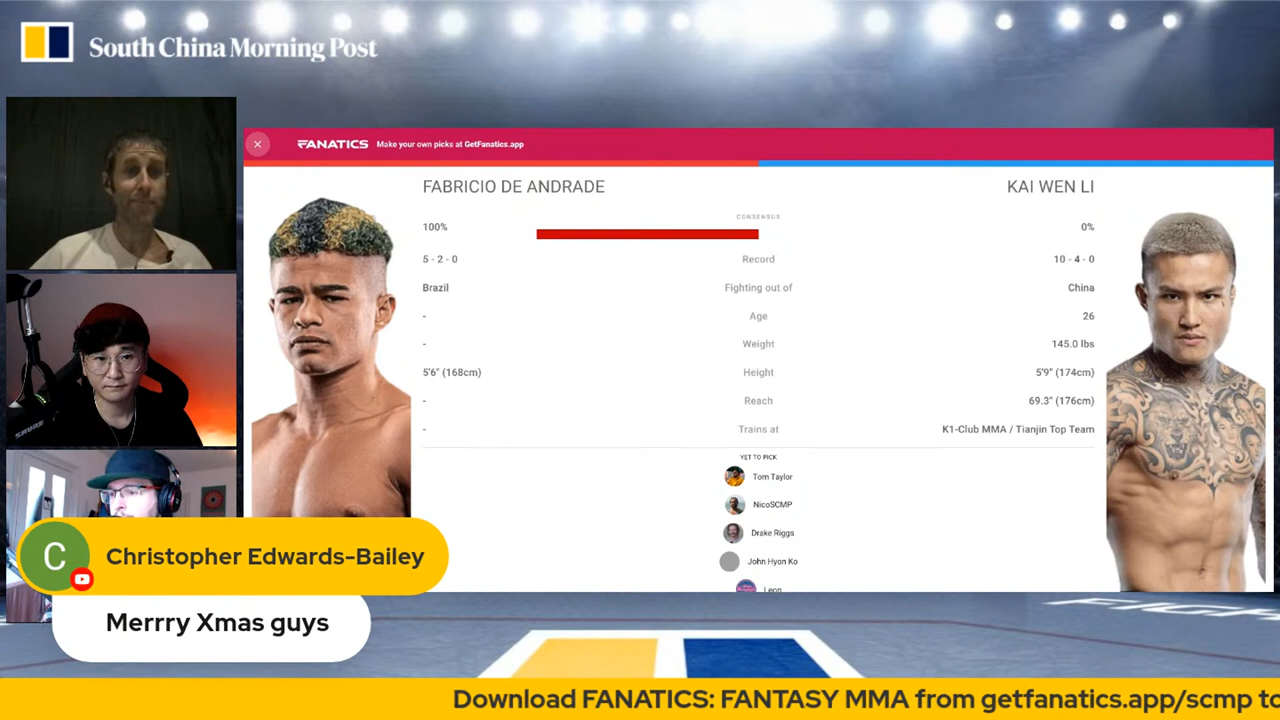 South China Morning Post
FANATICS Make your own picks at GetFanatics.app
FABRICIO DE ANDRADE
KAI WEN LI
CONSENSUS
100%
0%
5 - 2 - 0 Record 10 - 4 - 0
Brazil Fighting out of China
- Age 26
- Weight 145.0 lbs
5'6" (168cm) Height 5'9" (174cm)
- Reach 69.3" (176cm)
- Trains at K1-Club MMA / Tianjin Top Team
YET TO PICK
Tom Taylor
NicoSCMP
Drake Riggs
John Hyon Ko
Leon
SHURE
C Christopher Edwards-Bailey
Merrry Xmas guys
Download FANATICS: FANTASY MMA from getfanatics.app/scmp to